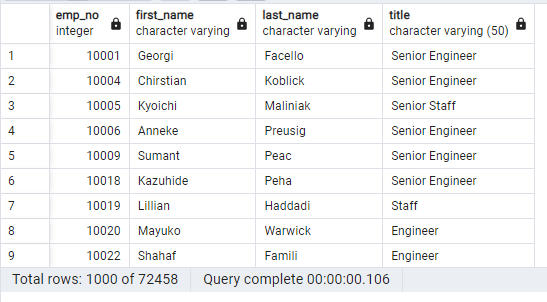 emp_no first_name last_name title
integer character varying character varying character varying (50)
1 10001 Georgi Facello Senior Engineer
2 10004 Chirstian Koblick Senior Engineer
3 10005 Kyoichi Maliniak Senior Staff
4 10006 Anneke Preusig Senior Engineer
5 10009 Sumant Peac Senior Engineer
6 10018 Kazuhide Peha Senior Engineer
7 10019 Lillian Haddadi Staff
8 10020 Mayuko Warwick Engineer
9 10022 Shahaf Famili Engineer
Total rows: 1000 of 72458 Query complete 00:00:00.106